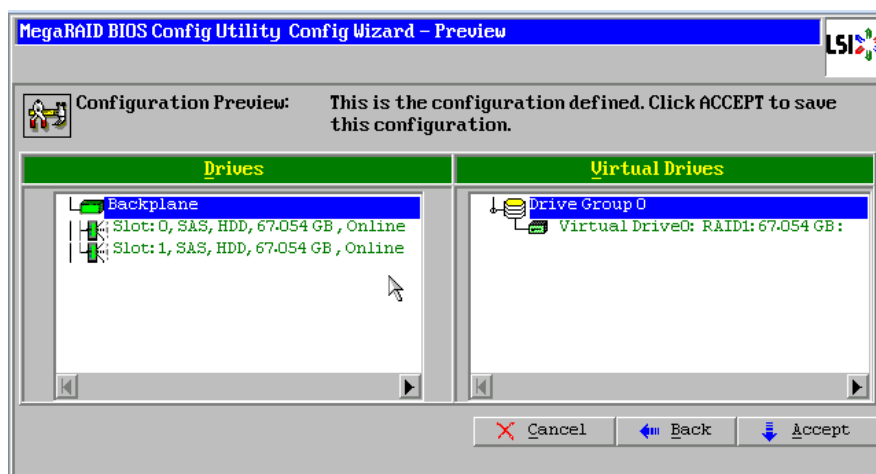 MegaRAID BIOS Config Utility Config Wizard - Preview
LSI
Configuration Preview:
This is the configuration defined. Click ACCEPT to save
this configuration.
Drives
Virtual Drives
Backplane
Slot: 0, SAS, HDD, 67.054 GB , Online
Slot: 1, SAS, HDD, 67.054 GB , Online
Drive Group 0
Virtual Drive0: RAID1: 67.054 GB :
Cancel
Back
Accept